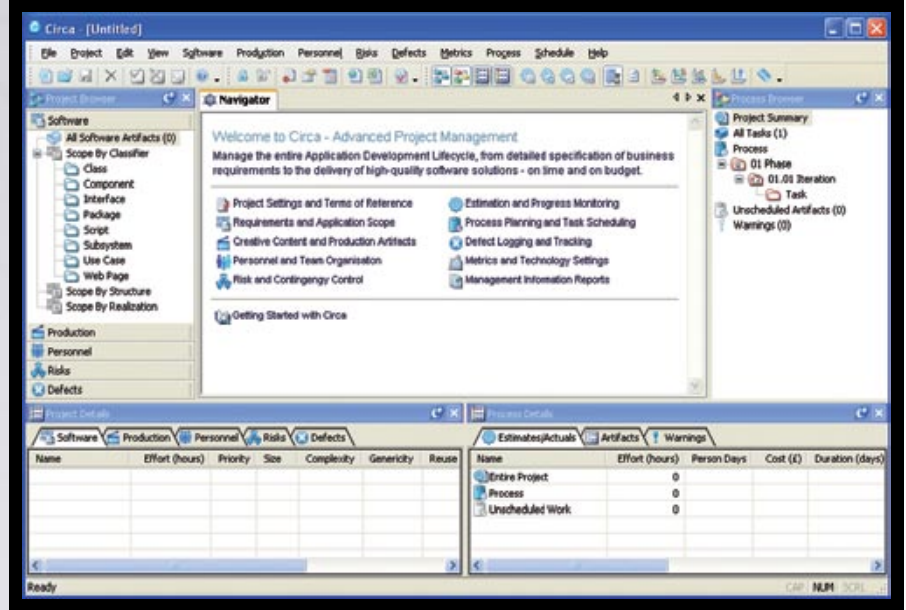 Circa - [Untitled]
File Project Edit View Software Production Personnel Risks Defects Metrics Progess Schedule Help
Project Browser
Navigator
Process Browser
Software
All Software Artifacts (0)
Scope By Classifier
Class
Component
Interface
Package
Script
Subsystem
Use Case
Web Page
Scope By Structure
Scope By Realization
Production
Personnel
Risks
Defects
Welcome to Circa - Advanced Project Management
Manage the entire Application Development Lifecycle, from detailed specification of business
requirements to the delivery of high-quality software solutions - on time and on budget.
Project Settings and Terms of Reference
Requirements and Application Scope
Creative Content and Production Artifacts
Personnel and Team Organisation
Risk and Contingengy Control
Estimation and Progress Monitoring
Process Planning and Task Scheduling
Defect Logging and Tracking
Metrics and Technology Settings
Management Information Reports
Getting Started with Circa
Project Summary
All Tasks (1)
Process
01 Phase
01.01 Iteration
Task
Unscheduled Artifacts (0)
Warnings (0)
Project Details
Software Production Personnel Risks Defects
Name Effort (hours) Priority Size Complexity Genericity Reuse
Process Details
Estimates/Actuals Artifacts Warnings
Name Effort (hours) Person Days Cost (£) Duration (days)
Entire Project 0
Process 0
Unscheduled Work 0
Ready
CAP NUM SCRL